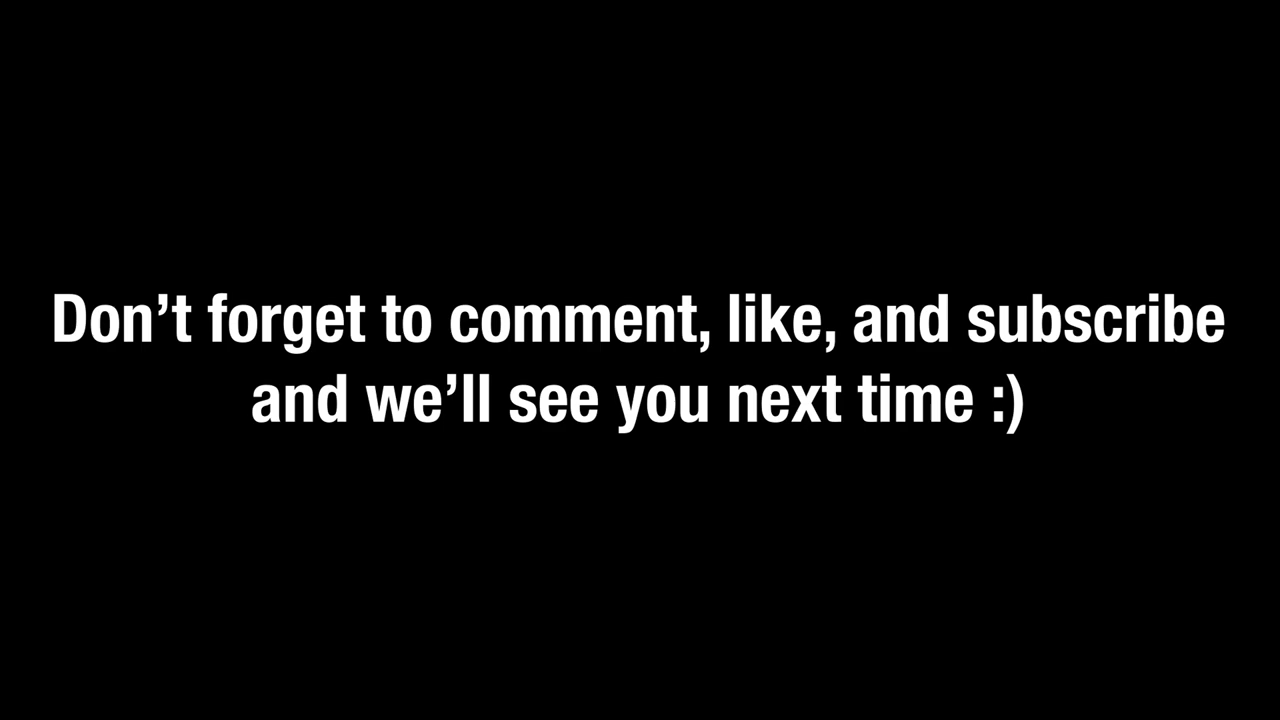 Don’t forget to comment, like, and subscribe
and we’ll see you next time :)